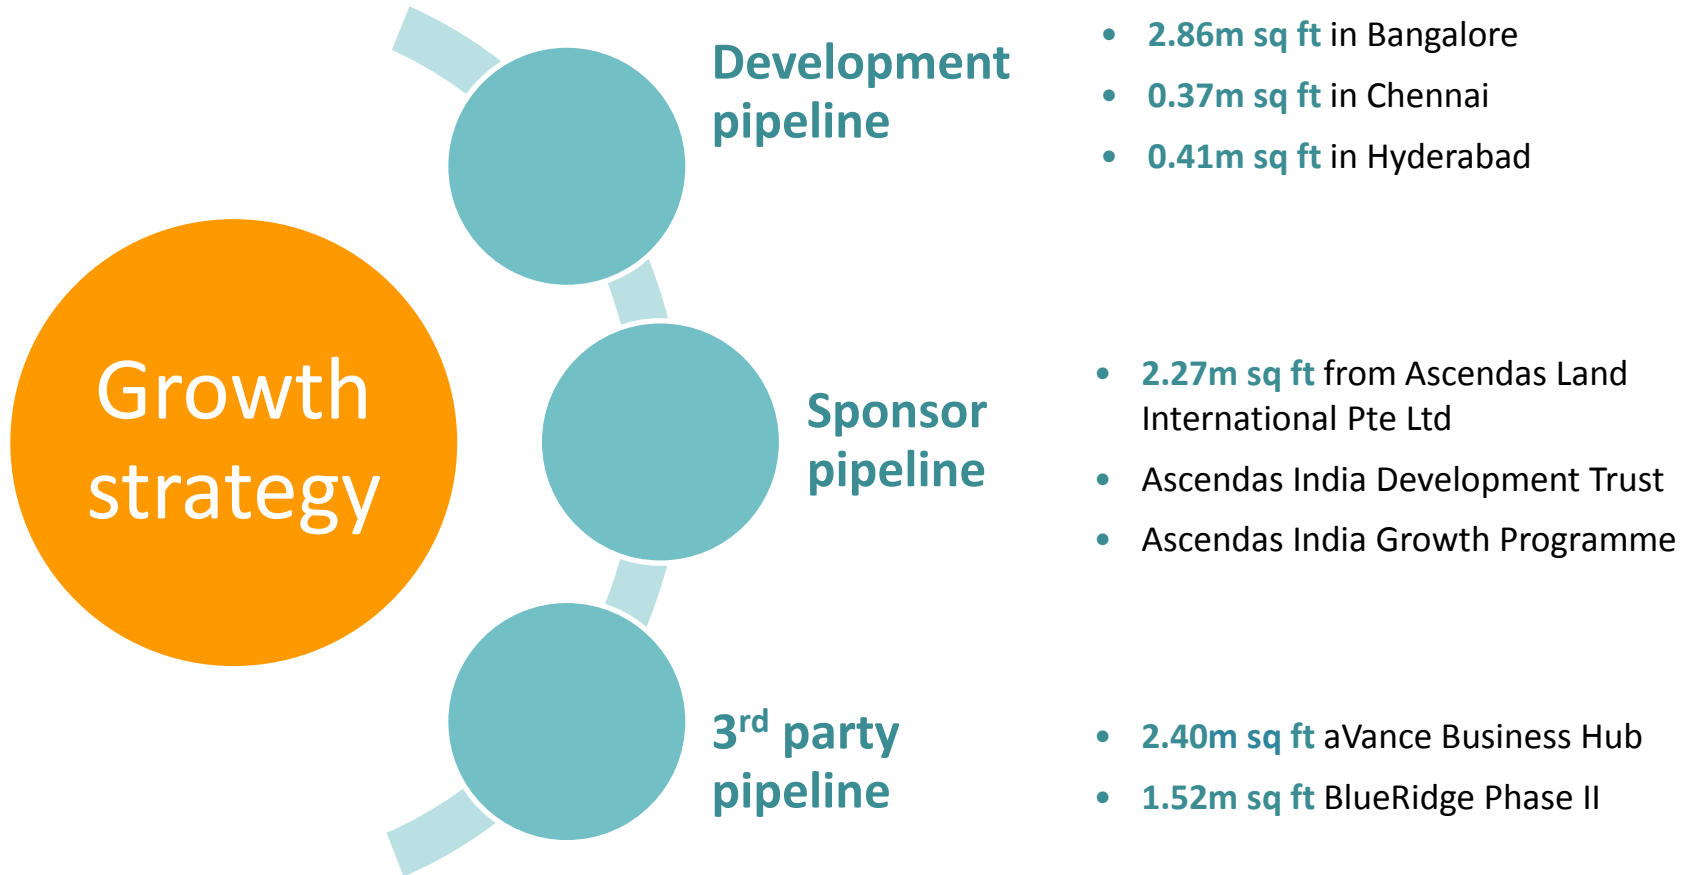 Growth
strategy
Development
pipeline
• 2.86m sq ft in Bangalore
• 0.37m sq ft in Chennai
• 0.41m sq ft in Hyderabad
Sponsor
pipeline
• 2.27m sq ft from Ascendas Land
International Pte Ltd
• Ascendas India Development Trust
• Ascendas India Growth Programme
3rd party
pipeline
• 2.40m sq ft aVance Business Hub
• 1.52m sq ft BlueRidge Phase II